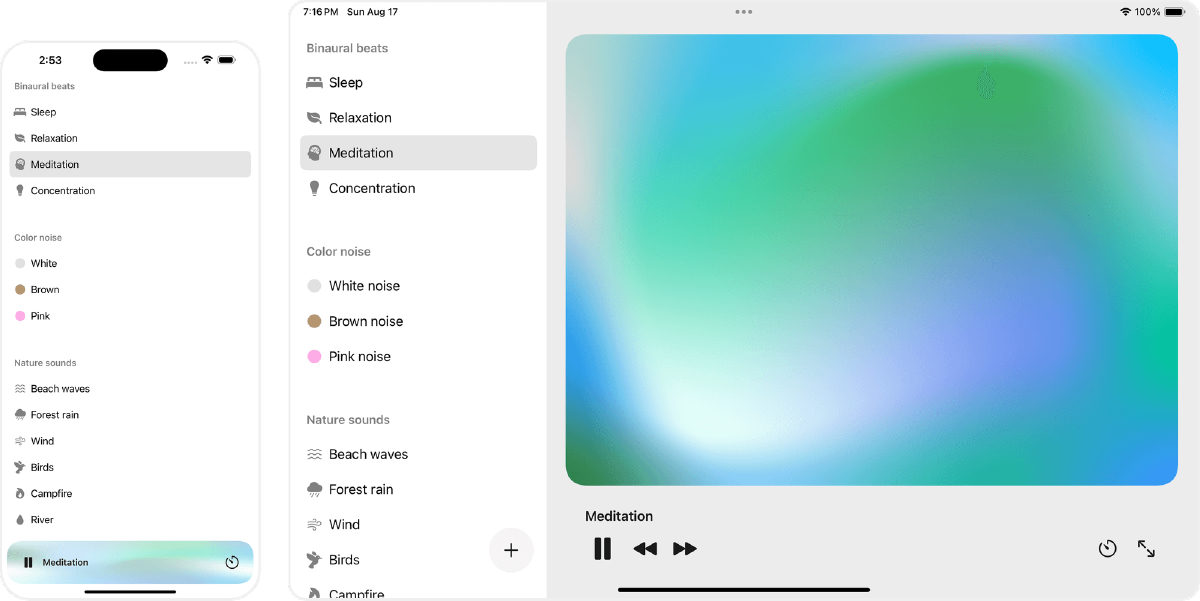 2:53
Binaural beats
Sleep
Relaxation
Meditation
Concentration
Color noise
White
Brown
Pink
Nature sounds
Beach waves
Forest rain
Wind
Birds
Campfire
River
Meditation
7:16 PM Sun Aug 17
100%
Binaural beats
Sleep
Relaxation
Meditation
Concentration
Color noise
White noise
Brown noise
Pink noise
Nature sounds
Beach waves
Forest rain
Wind
Birds
Campfire
Meditation